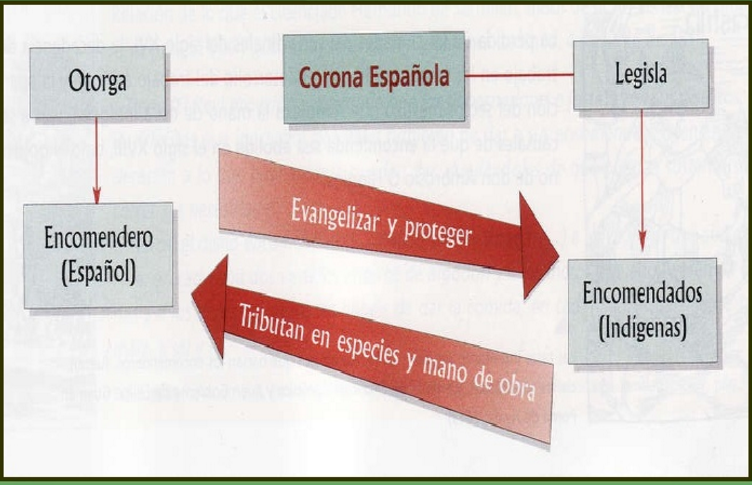 Otorga
Corona Española
Legisla
Evangelizar y proteger
Encomendero
(Español)
Encomendados
(Indígenas)
Tributan en especies y mano de obra